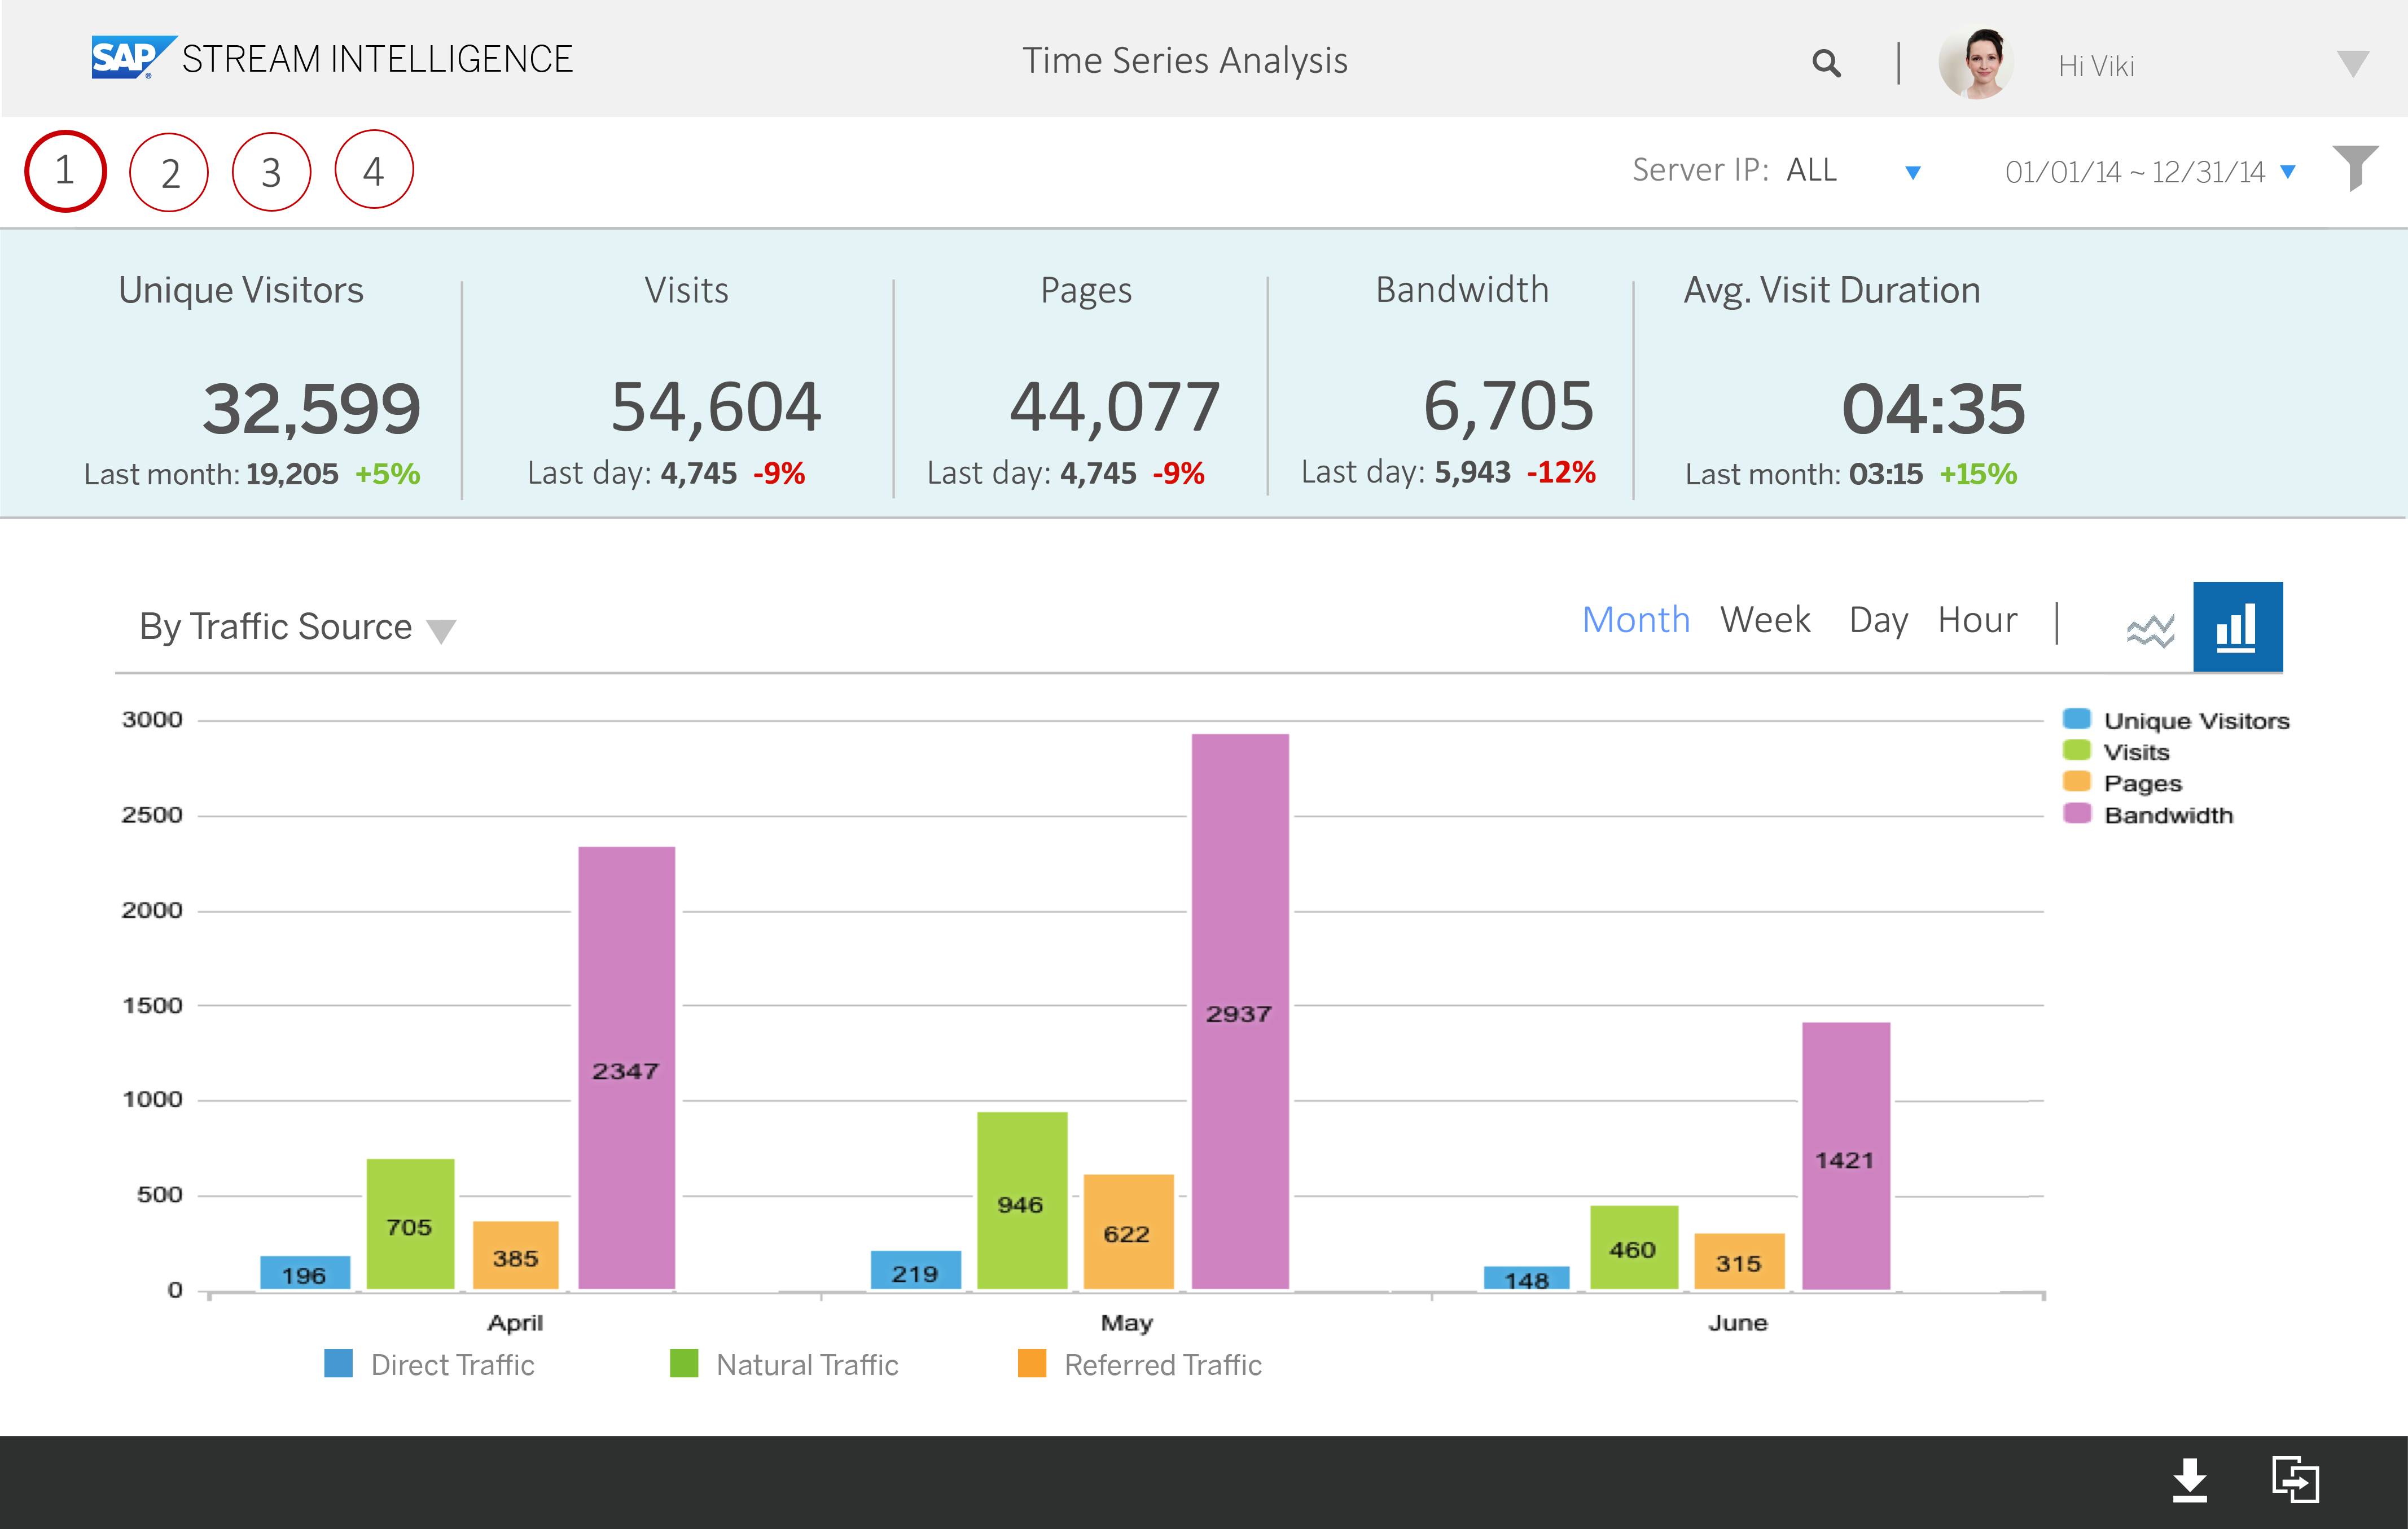 SAP® STREAM INTELLIGENCE
Time Series Analysis
Hi Viki
1 2 3 4
Server IP: ALL
01/01/14 ~ 12/31/14
Unique Visitors
32,599
Last month: 19,205 +5%
Visits
54,604
Last day: 4,745 -9%
Pages
44,077
Last day: 4,745 -9%
Bandwidth
6,705
Last day: 5,943 -12%
Avg. Visit Duration
04:35
Last month: 03:15 +15%
By Traffic Source
Month Week Day Hour |
3000
2500
2000
1500
1000
500
0
196 705 385 2347
219 946 622 2937
148 460 315 1421
April May June
Unique Visitors
Visits
Pages
Bandwidth
Direct Traffic Natural Traffic Referred Traffic